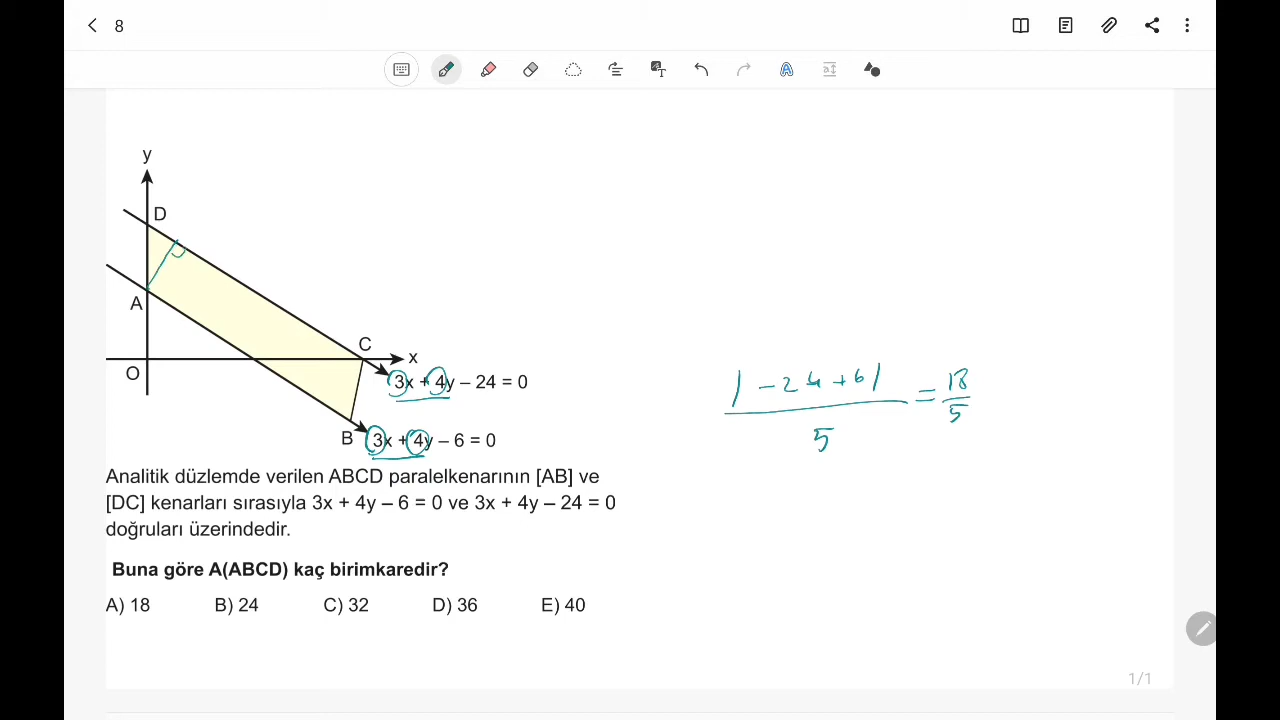 8
y
D
A
C
x
O
3x + 4y – 24 = 0
B
3x + 4y – 6 = 0
|-24+6| / 5 = 18/5
Analitik düzlemde verilen ABCD paralelkenarının [AB] ve
[DC] kenarları sırasıyla 3x + 4y – 6 = 0 ve 3x + 4y – 24 = 0
doğruları üzerindedir.
Buna göre A(ABCD) kaç birimkaredir?
A) 18 B) 24 C) 32 D) 36 E) 40
1/1